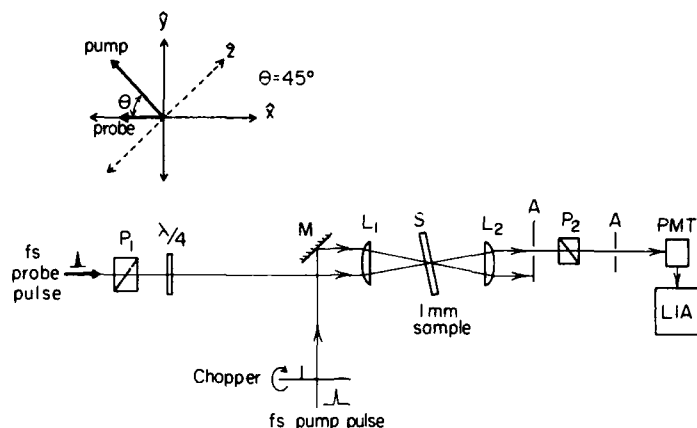 ŷ
pump
ẑ
θ=45°
θ
x̂
probe
fs
probe
pulse
P₁
λ/4
M
L₁
S
L₂
A
P₂
A
PMT
LIA
1mm
sample
Chopper
fs pump pulse